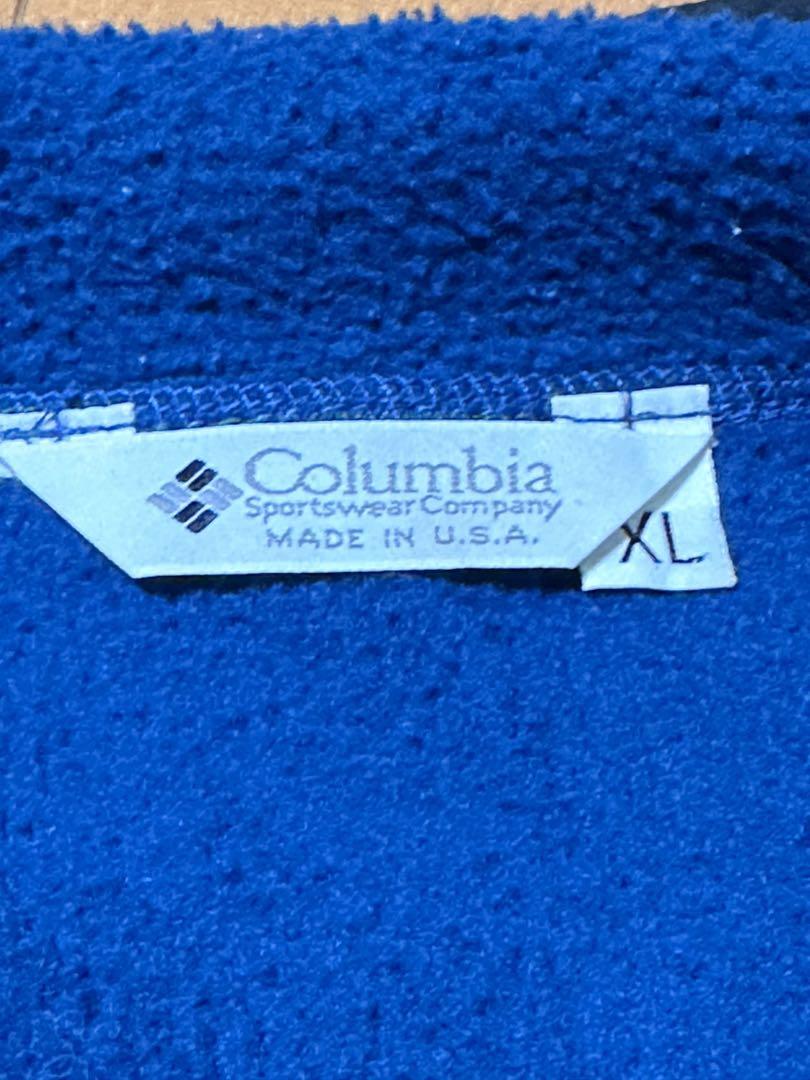 Columbia
Sportswear Company
MADE IN U.S.A.
XL